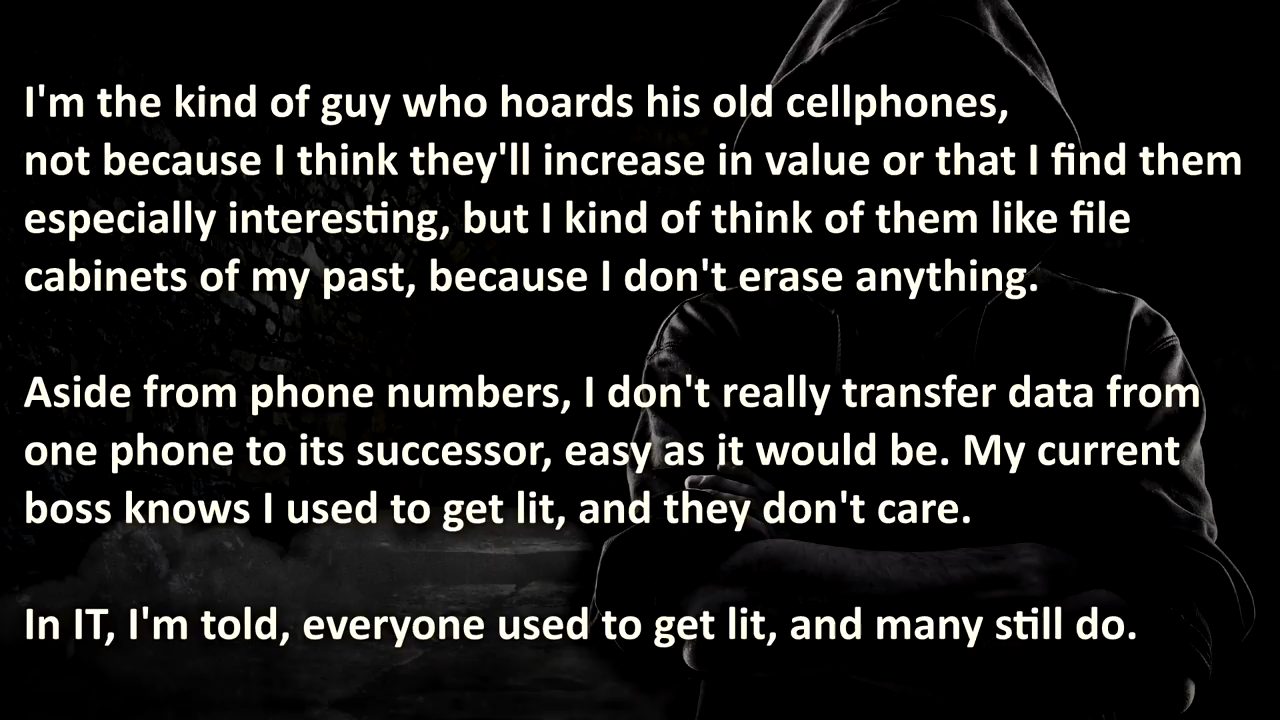 I'm the kind of guy who hoards his old cellphones,
not because I think they'll increase in value or that I find them
especially interesting, but I kind of think of them like file
cabinets of my past, because I don't erase anything.
Aside from phone numbers, I don't really transfer data from
one phone to its successor, easy as it would be. My current
boss knows I used to get lit, and they don't care.
In IT, I'm told, everyone used to get lit, and many still do.